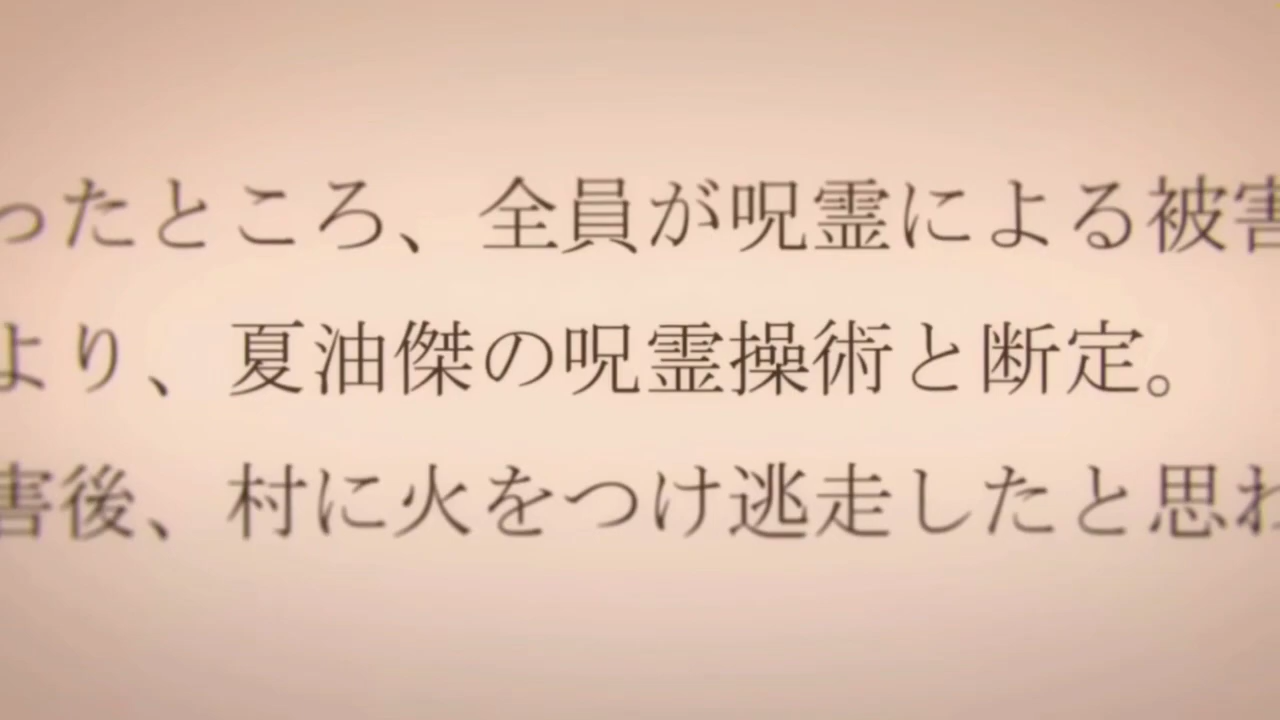 ったところ、全員が呪霊による被害
より、夏油傑の呪霊操術と断定。
害後、村に火をつけ逃走したと思わ